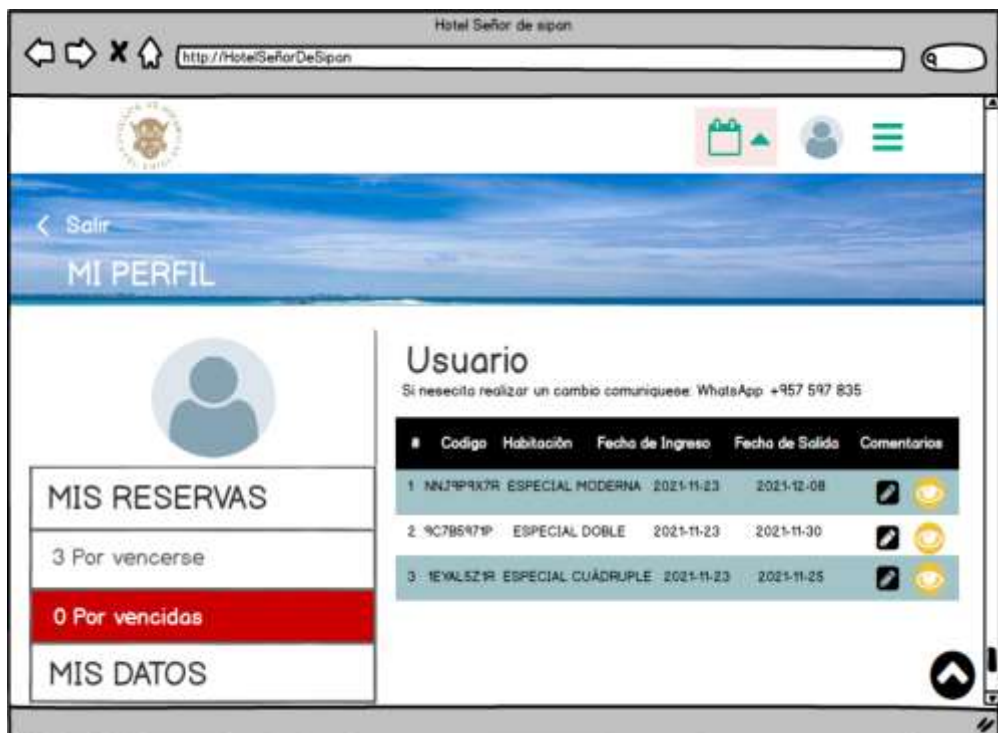 Hotel Señor de sipan
http://HotelSeñorDeSipan
Salir
MI PERFIL
Usuario
Si nesecita realizar un cambio comuniquese: WhatsApp +957 597 835
# Codigo Habitación Fecha de Ingreso Fecha de Salida Comentarios
1 NNJ9P9X7R ESPECIAL MODERNA 2021-11-23 2021-12-08
2 9C7B5971P ESPECIAL DOBLE 2021-11-23 2021-11-30
3 1EYAL5Z1R ESPECIAL CUÁDRUPLE 2021-11-23 2021-11-25
MIS RESERVAS
3 Por vencerse
0 Por vencidas
MIS DATOS